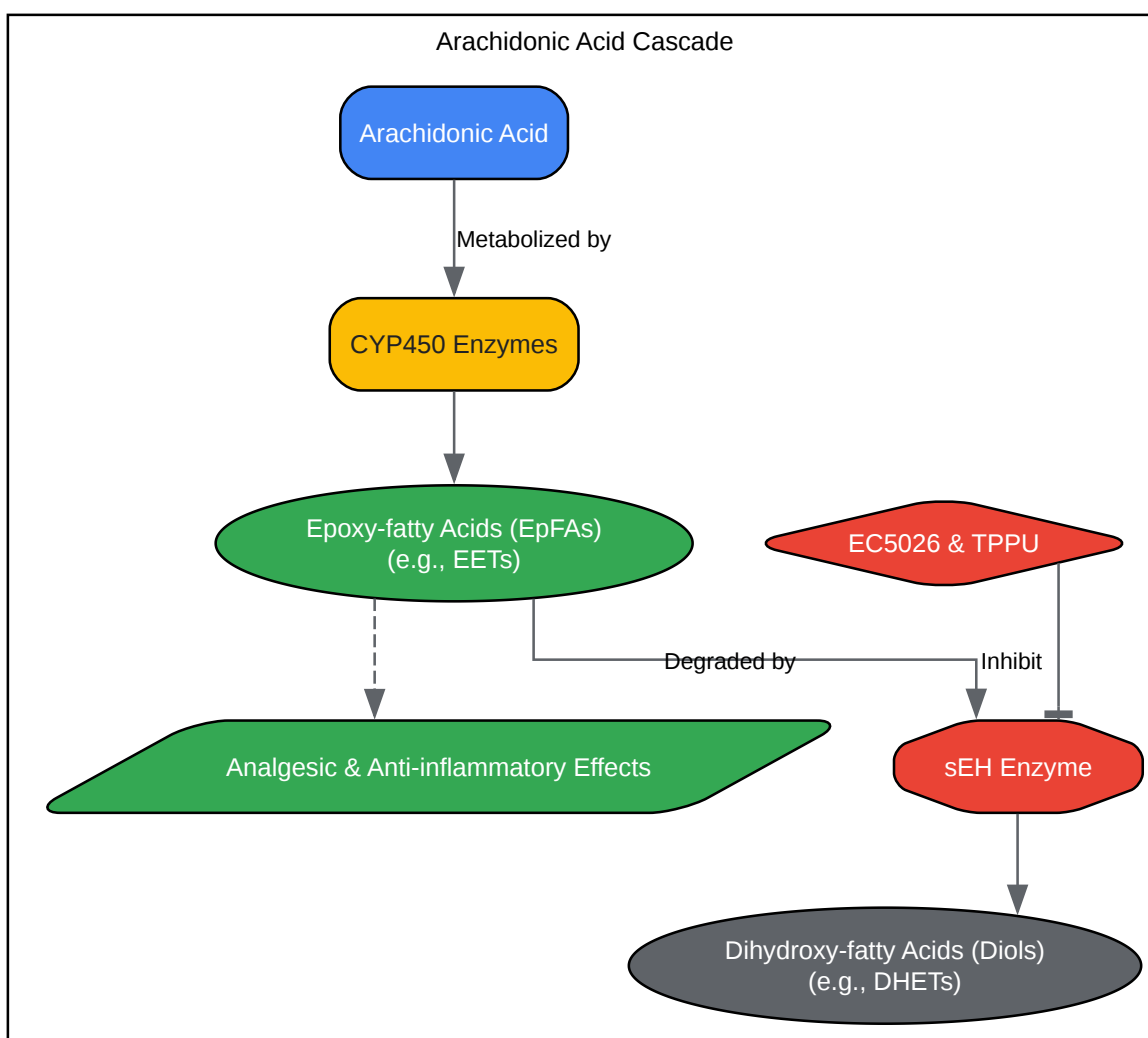 Arachidonic Acid Cascade
Arachidonic Acid
Metabolized by
CYP450 Enzymes
Epoxy-fatty Acids (EpFAs)
(e.g., EETs)
EC5026 & TPPU
Degraded by
Inhibit
Analgesic & Anti-inflammatory Effects
sEH Enzyme
Dihydroxy-fatty Acids (Diols)
(e.g., DHETs)